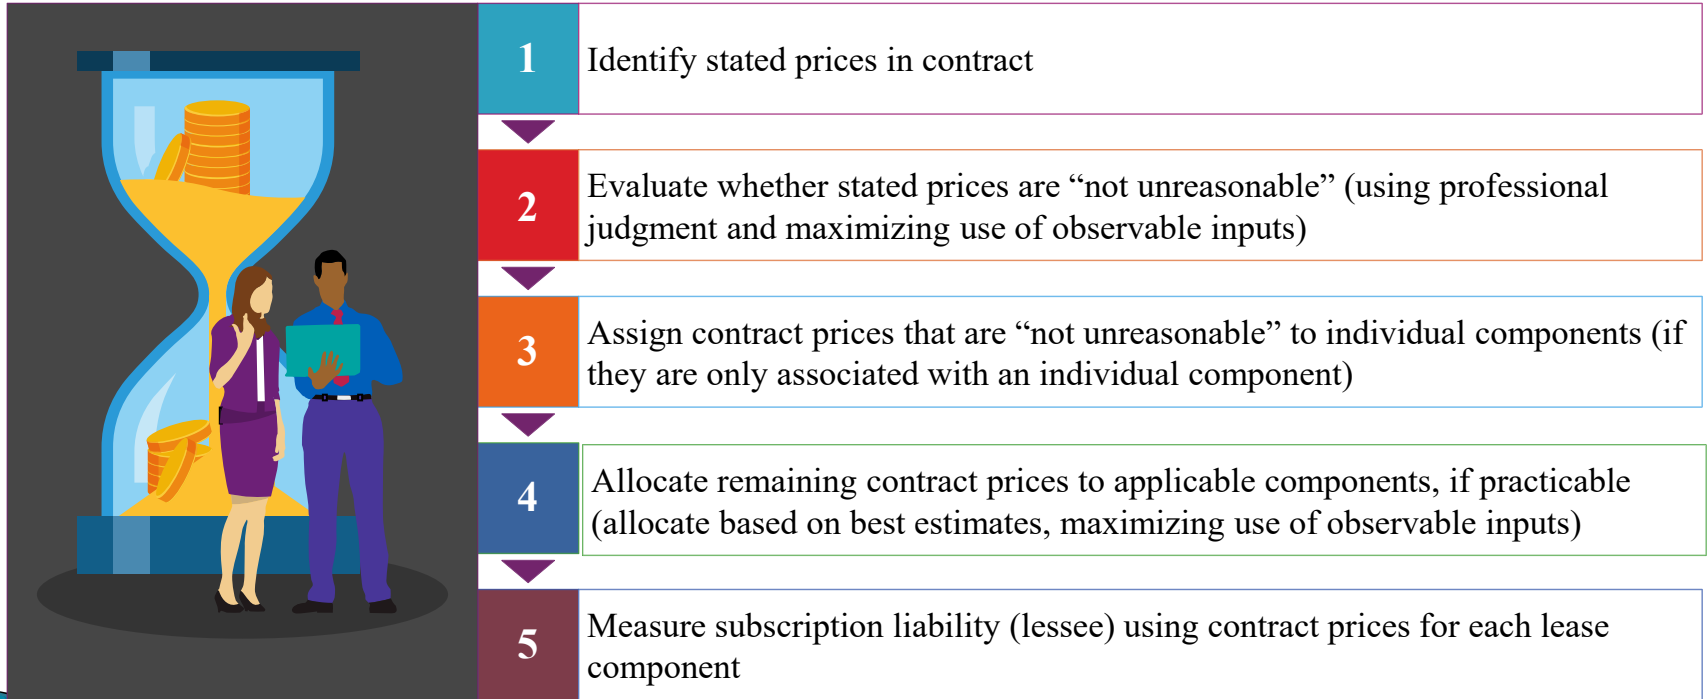 1
Identify stated prices in contract
2
Evaluate whether stated prices are “not unreasonable” (using professional
judgment and maximizing use of observable inputs)
3
Assign contract prices that are “not unreasonable” to individual components (if
they are only associated with an individual component)
4
Allocate remaining contract prices to applicable components, if practicable
(allocate based on best estimates, maximizing use of observable inputs)
5
Measure subscription liability (lessee) using contract prices for each lease
component